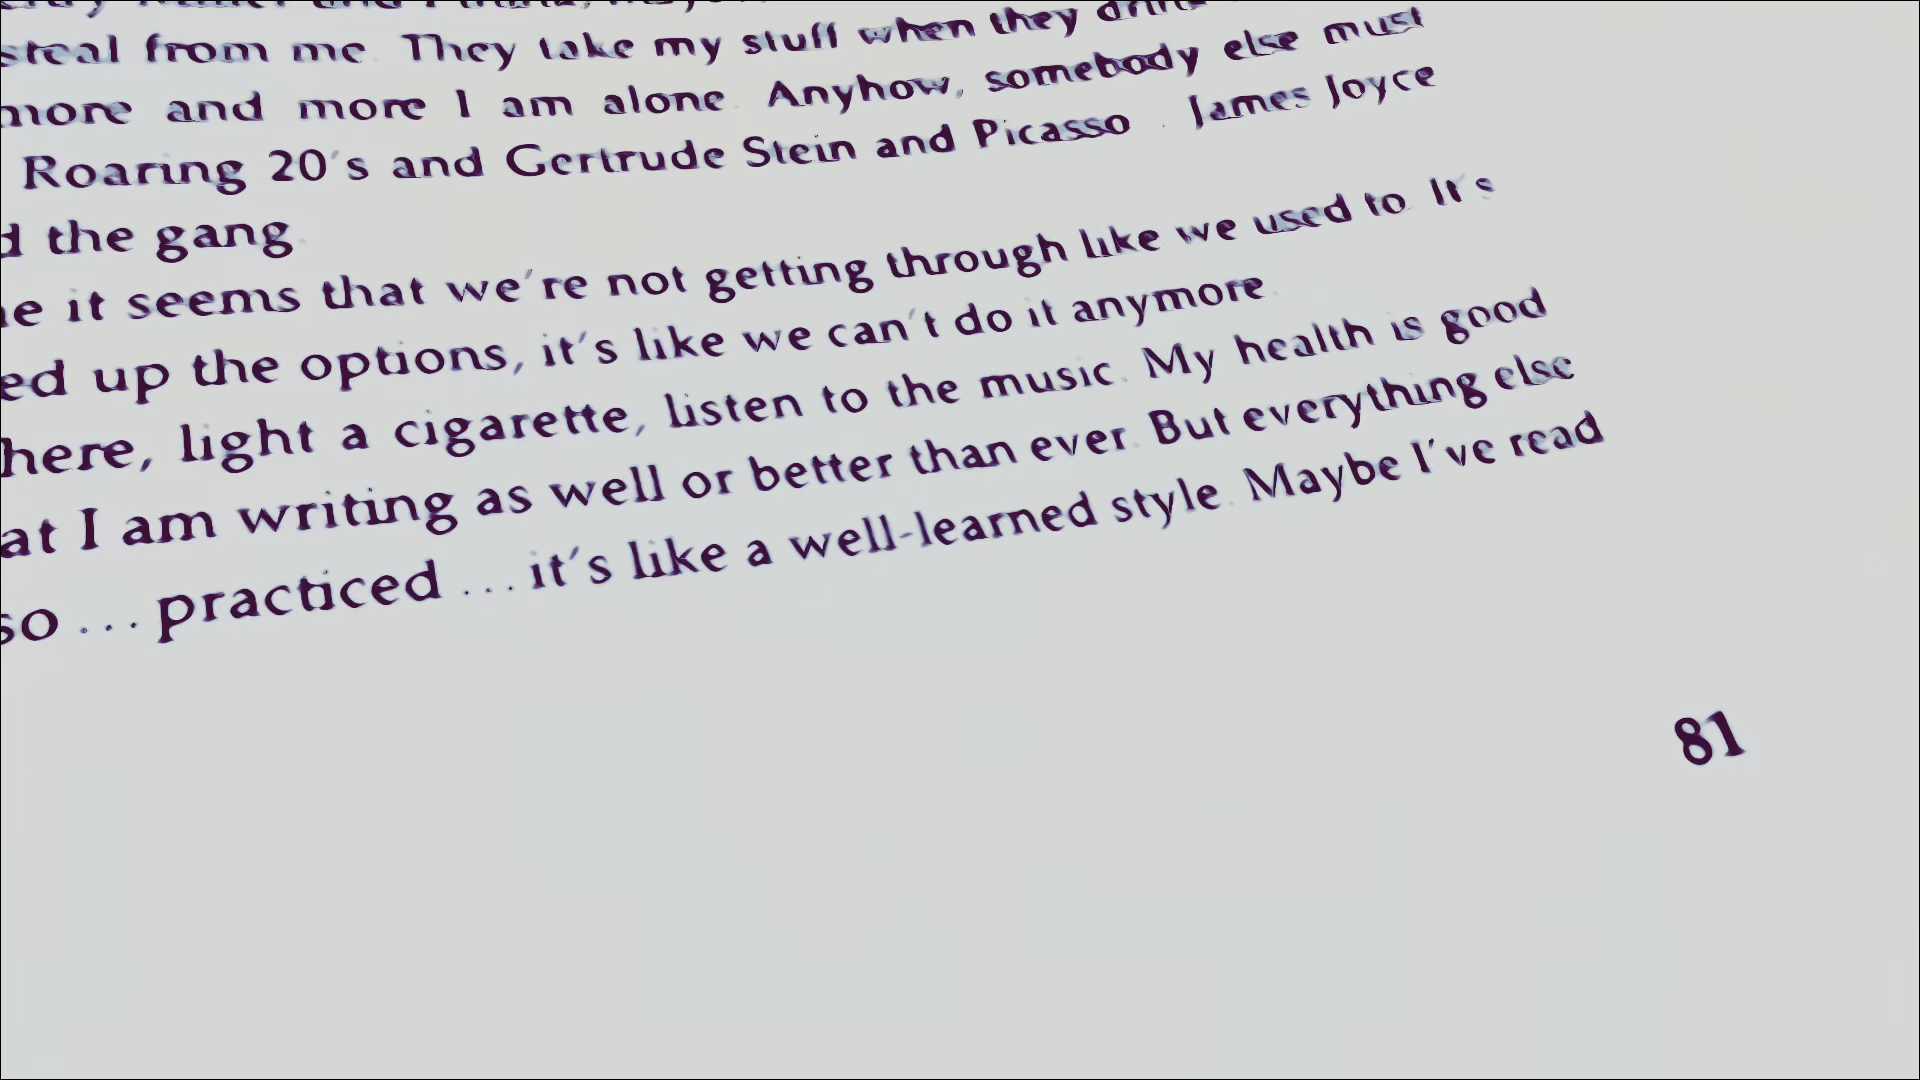 steal from me. They take my stuff when they
more and more I am alone. Anyhow, somebody else must
Roaring 20's and Gertrude Stein and Picasso . James Joyce
d the gang.
it seems that we're not getting through like we used to. It's
ed up the options, it's like we can't do it anymore.
here, light a cigarette, listen to the music. My health is good
at I am writing as well or better than ever. But everything else
so . . . practiced . . . it's like a well-learned style. Maybe I've read
81